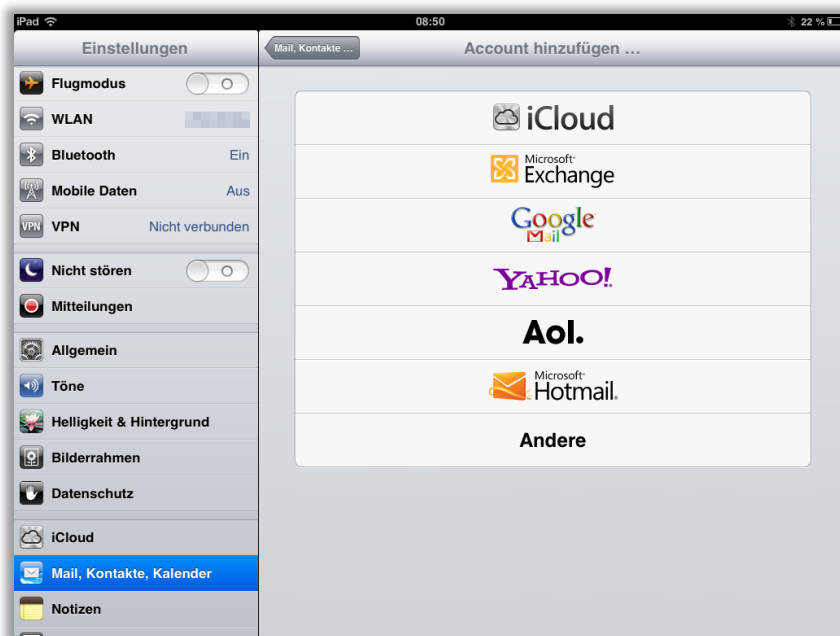 iPad 08:50 22 %
Einstellungen
Mail, Kontakte ...
Account hinzufügen ...
Flugmodus
WLAN
Bluetooth Ein
Mobile Daten Aus
VPN VPN Nicht verbunden
Nicht stören
Mitteilungen
Allgemein
Töne
Helligkeit & Hintergrund
Bilderrahmen
Datenschutz
iCloud
Mail, Kontakte, Kalender
Notizen
iCloud
Microsoft
Exchange
Google
Mail
YAHOO!
Aol.
Microsoft
Hotmail
Andere